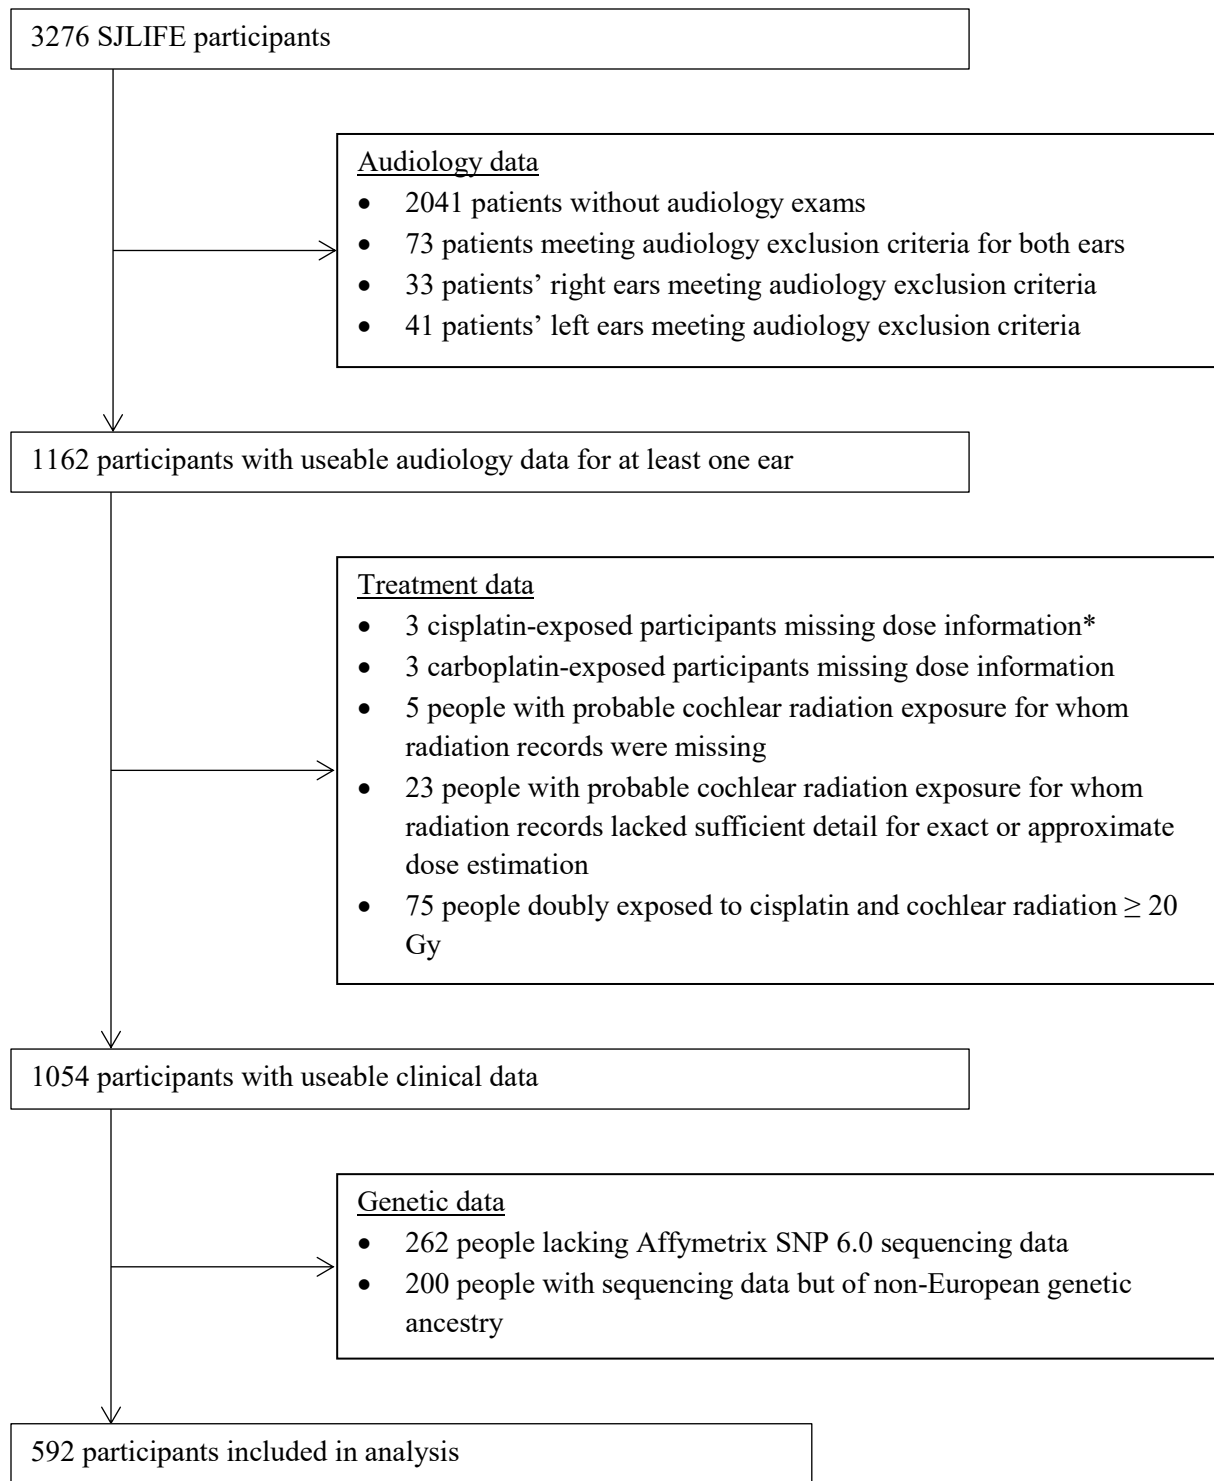 3276 SJLIFE participants
Audiology data
• 2041 patients without audiology exams
• 73 patients meeting audiology exclusion criteria for both ears
• 33 patients’ right ears meeting audiology exclusion criteria
• 41 patients’ left ears meeting audiology exclusion criteria
1162 participants with useable audiology data for at least one ear
Treatment data
• 3 cisplatin-exposed participants missing dose information*
• 3 carboplatin-exposed participants missing dose information
• 5 people with probable cochlear radiation exposure for whom
radiation records were missing
• 23 people with probable cochlear radiation exposure for whom
radiation records lacked sufficient detail for exact or approximate
dose estimation
• 75 people doubly exposed to cisplatin and cochlear radiation ≥ 20
Gy
1054 participants with useable clinical data
Genetic data
• 262 people lacking Affymetrix SNP 6.0 sequencing data
• 200 people with sequencing data but of non-European genetic
ancestry
592 participants included in analysis